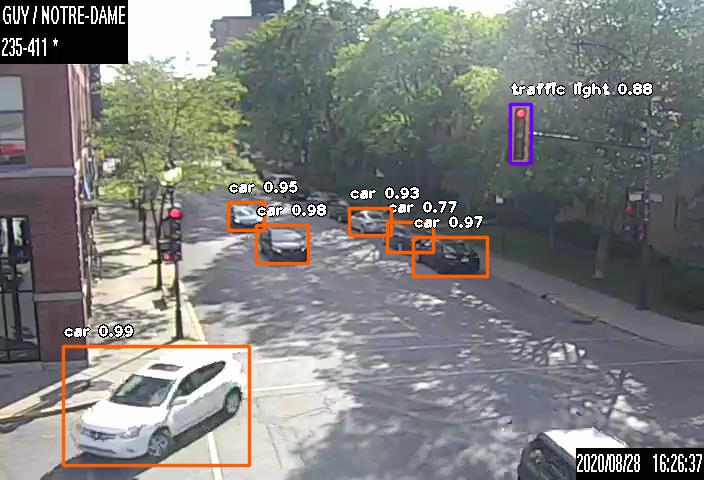 GUY / NOTRE-DAME
235-411 *
traffic light 0.88
car 0.95
car 0.93
car 0.98
car 0.77
car 0.97
car 0.99
2020/08/28 16:26:37